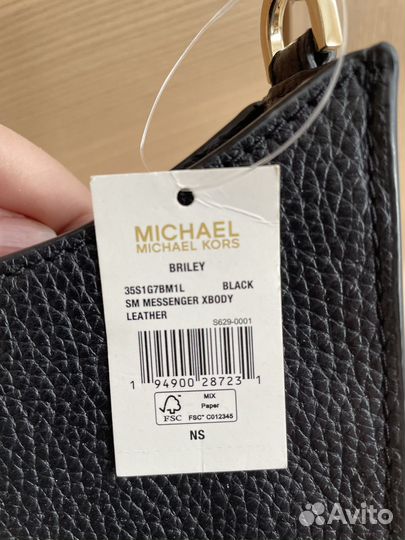 MICHAEL
MICHAEL KORS
BRILEY
35S1G7BM1L BLACK
SM MESSENGER XBODY
LEATHER
S629-0001
1 94900 28723 1
FSC
MIX
Paper
FSC® C012345
NS
Avito